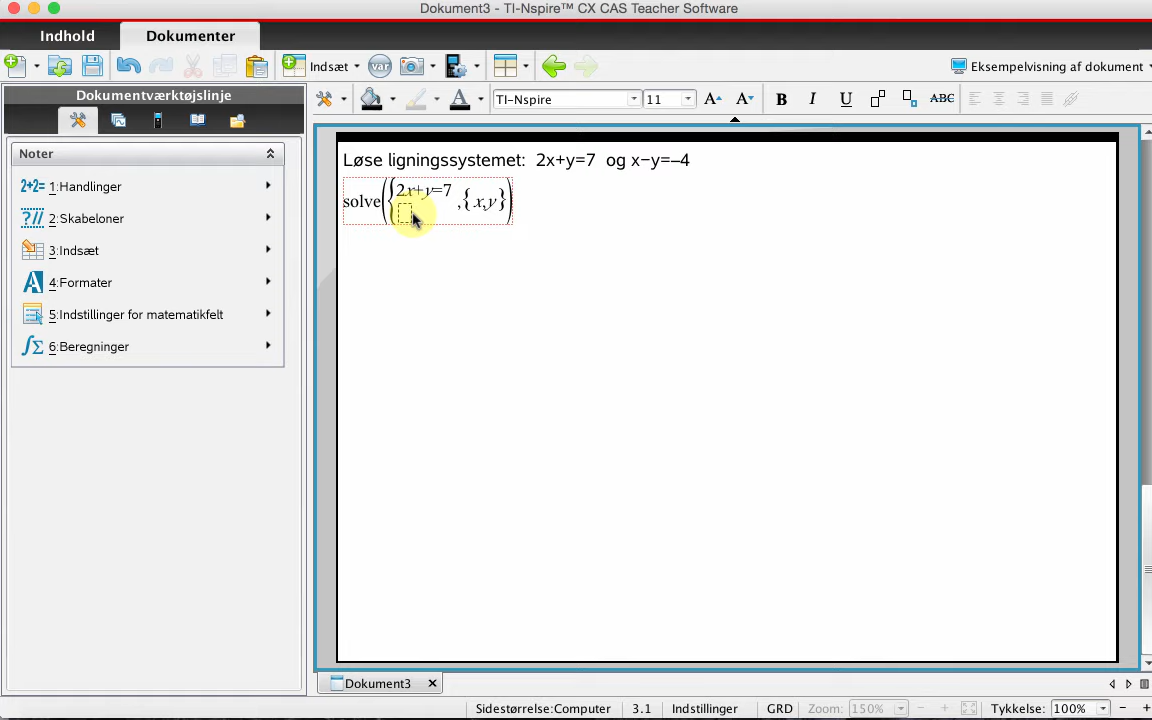 Dokument3 - TI-Nspire™ CX CAS Teacher Software
Indhold
Dokumenter
Indsæt
var
Eksempelvisning af dokument
Dokumentværktøjslinje
TI-Nspire
11
A
A
B
I
U
ABC
Noter
2+2= 1:Handlinger
?// 2:Skabeloner
3:Indsæt
A 4:Formater
5:Indstillinger for matematikfelt
∫Σ 6:Beregninger
Løse ligningssystemet: 2x+y=7 og x−y=−4
solve({2x+y=7 ,{x,y})
Dokument3
Sidestørrelse:Computer
3.1
Indstillinger
GRD
Zoom: 150%
Tykkelse: 100%